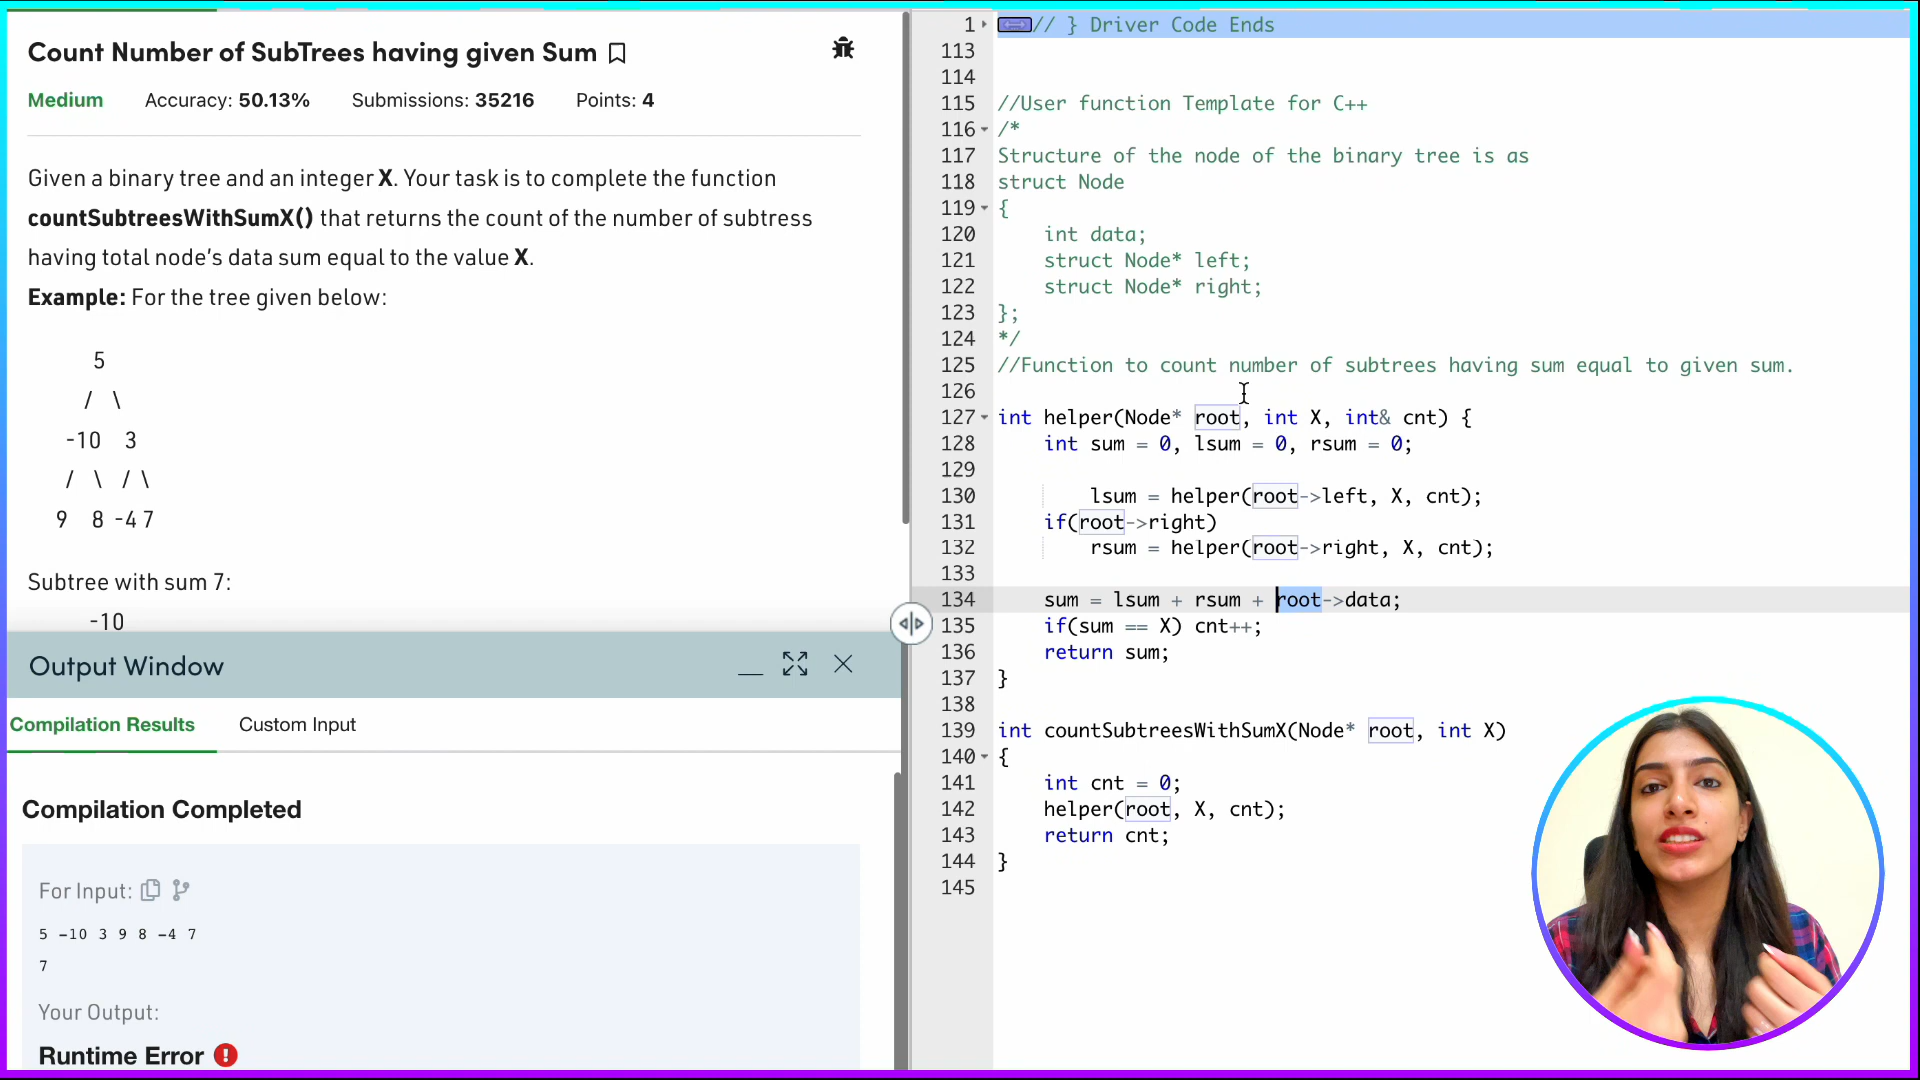 Count Number of SubTrees having given Sum
Medium Accuracy: 50.13% Submissions: 35216 Points: 4
Given a binary tree and an integer X. Your task is to complete the function
countSubtreesWithSumX() that returns the count of the number of subtress
having total node's data sum equal to the value X.
Example: For the tree given below:
5
/ \
-10 3
/ \ / \
9 8 -4 7
Subtree with sum 7:
-10
Output Window
Compilation Results Custom Input
Compilation Completed
For Input:
5 -10 3 9 8 -4 7
7
Your Output:
Runtime Error
1 // } Driver Code Ends
113
114
115 //User function Template for C++
116 /*
117 Structure of the node of the binary tree is as
118 struct Node
119 {
120 int data;
121 struct Node* left;
122 struct Node* right;
123 };
124 */
125 //Function to count number of subtrees having sum equal to given sum.
126
127 int helper(Node* root, int X, int& cnt) {
128 int sum = 0, lsum = 0, rsum = 0;
129
130 lsum = helper(root->left, X, cnt);
131 if(root->right)
132 rsum = helper(root->right, X, cnt);
133
134 sum = lsum + rsum + root->data;
135 if(sum == X) cnt++;
136 return sum;
137 }
138
139 int countSubtreesWithSumX(Node* root, int X)
140 {
141 int cnt = 0;
142 helper(root, X, cnt);
143 return cnt;
144 }
145